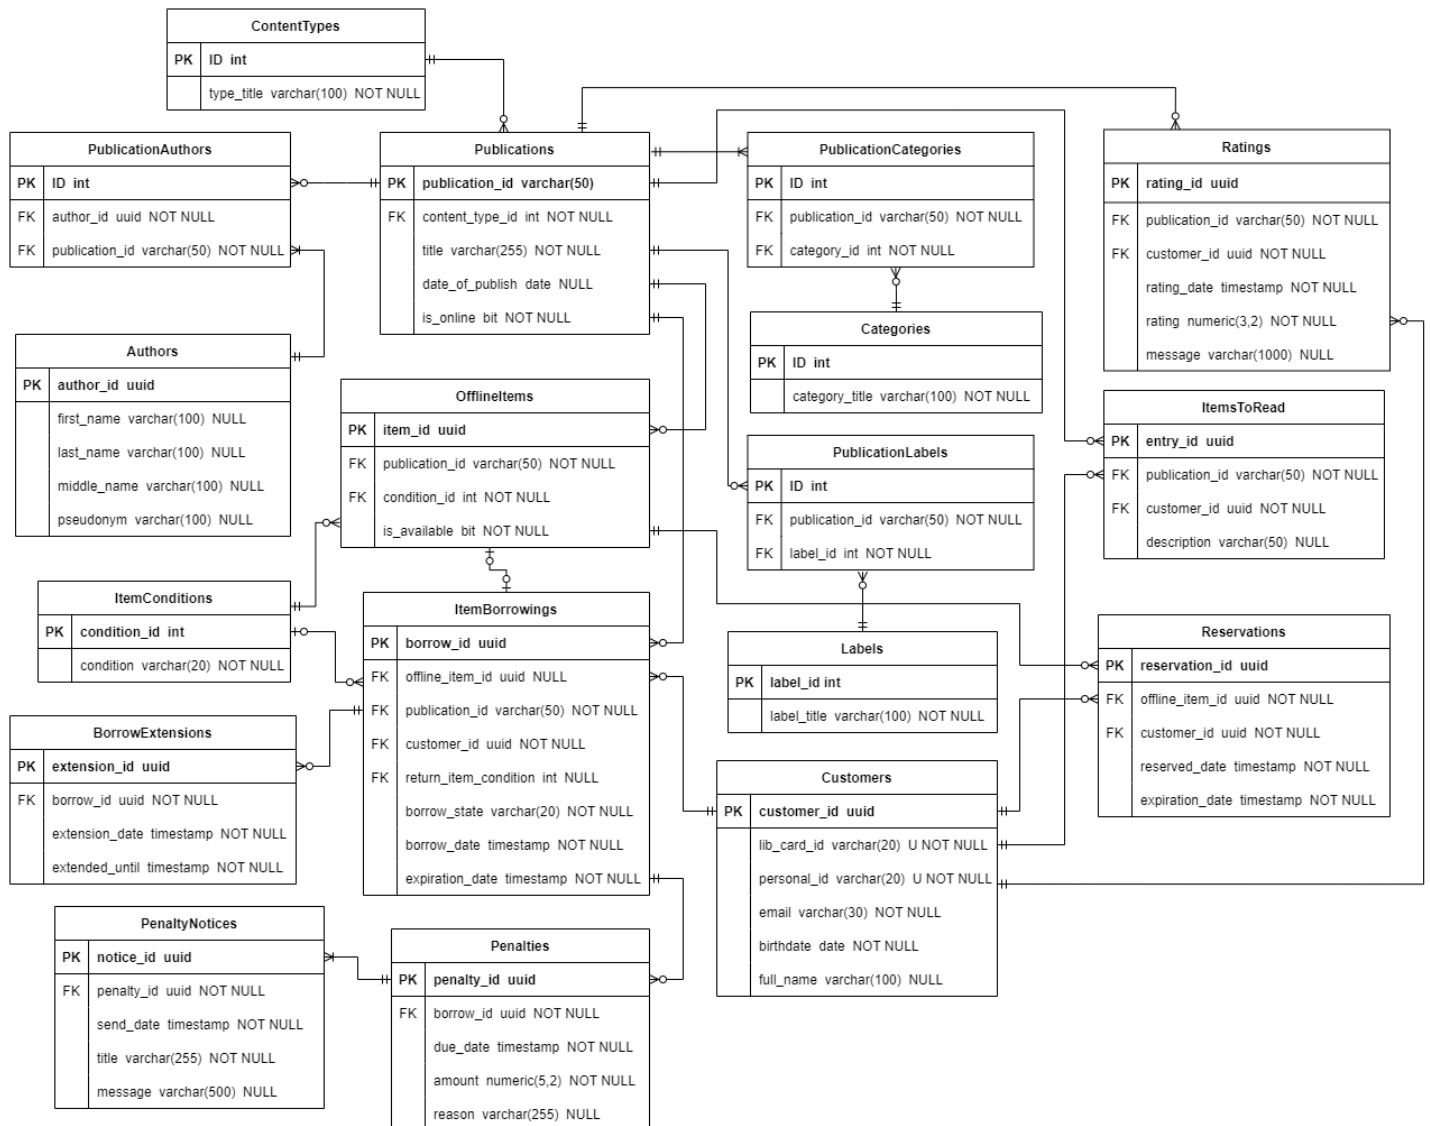 ContentTypes
PK ID int
type_title varchar(100) NOT NULL
PublicationAuthors
PK ID int
FK author_id uuid NOT NULL
FK publication_id varchar(50) NOT NULL
Publications
PK publication_id varchar(50)
FK content_type_id int NOT NULL
title varchar(255) NOT NULL
date_of_publish date NULL
is_online bit NOT NULL
PublicationCategories
PK ID int
FK publication_id varchar(50) NOT NULL
FK category_id int NOT NULL
Ratings
PK rating_id uuid
FK publication_id varchar(50) NOT NULL
FK customer_id uuid NOT NULL
rating_date timestamp NOT NULL
rating numeric(3,2) NOT NULL
message varchar(1000) NULL
Authors
PK author_id uuid
first_name varchar(100) NULL
last_name varchar(100) NULL
middle_name varchar(100) NULL
pseudonym varchar(100) NULL
OfflineItems
PK item_id uuid
FK publication_id varchar(50) NOT NULL
FK condition_id int NOT NULL
is_available bit NOT NULL
Categories
PK ID int
category_title varchar(100) NOT NULL
PublicationLabels
PK ID int
FK publication_id varchar(50) NOT NULL
FK label_id int NOT NULL
ItemsToRead
PK entry_id uuid
FK publication_id varchar(50) NOT NULL
FK customer_id uuid NOT NULL
description varchar(50) NULL
ItemConditions
PK condition_id int
condition varchar(20) NOT NULL
ItemBorrowings
PK borrow_id uuid
FK offline_item_id uuid NULL
FK publication_id varchar(50) NOT NULL
FK customer_id uuid NOT NULL
FK return_item_condition int NULL
borrow_state varchar(20) NOT NULL
borrow_date timestamp NOT NULL
expiration_date timestamp NOT NULL
Labels
PK label_id int
label_title varchar(100) NOT NULL
Reservations
PK reservation_id uuid
FK offline_item_id uuid NOT NULL
FK customer_id uuid NOT NULL
reserved_date timestamp NOT NULL
expiration_date timestamp NOT NULL
BorrowExtensions
PK extension_id uuid
FK borrow_id uuid NOT NULL
extension_date timestamp NOT NULL
extended_until timestamp NOT NULL
Customers
PK customer_id uuid
lib_card_id varchar(20) U NOT NULL
personal_id varchar(20) U NOT NULL
email varchar(30) NOT NULL
birthdate date NOT NULL
full_name varchar(100) NULL
PenaltyNotices
PK notice_id uuid
FK penalty_id uuid NOT NULL
send_date timestamp NOT NULL
title varchar(255) NOT NULL
message varchar(500) NULL
Penalties
PK penalty_id uuid
FK borrow_id uuid NOT NULL
due_date timestamp NOT NULL
amount numeric(5,2) NOT NULL
reason varchar(255) NULL